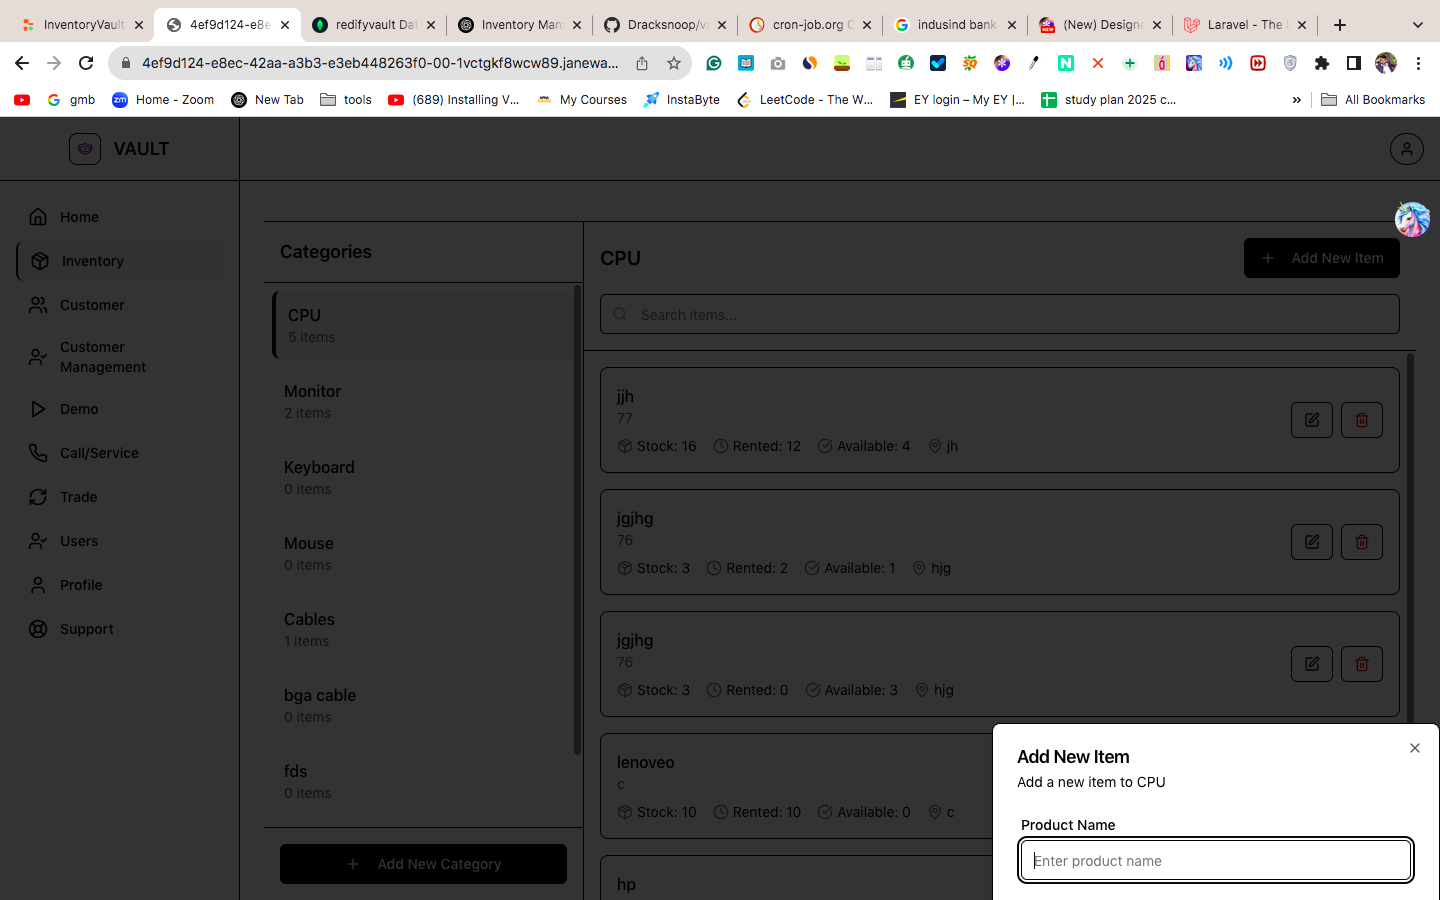 InventoryVault
4ef9d124-e8e
redifyvault Dat
Inventory Man
Dracksnoop/va
cron-job.org C
indusind bank
(New) Designe
Laravel - The
4ef9d124-e8ec-42aa-a3b3-e3eb448263f0-00-1vctgkf8wcw89.janewa...
gmb
Home - Zoom
New Tab
tools
(689) Installing V...
My Courses
InstaByte
LeetCode - The W...
EY login – My EY |...
study plan 2025 c...
»
All Bookmarks
VAULT
Home
Inventory
Customer
Customer
Management
Demo
Call/Service
Trade
Users
Profile
Support
Categories
CPU
5 items
Monitor
2 items
Keyboard
0 items
Mouse
0 items
Cables
1 items
bga cable
0 items
fds
0 items
Add New Category
CPU
Add New Item
Search items...
jjh
77
Stock: 16 Rented: 12 Available: 4 jh
jgjhg
76
Stock: 3 Rented: 2 Available: 1 hjg
jgjhg
76
Stock: 3 Rented: 0 Available: 3 hjg
lenoveo
c
Stock: 10 Rented: 10 Available: 0 c
hp
Add New Item
Add a new item to CPU
Product Name
Enter product name